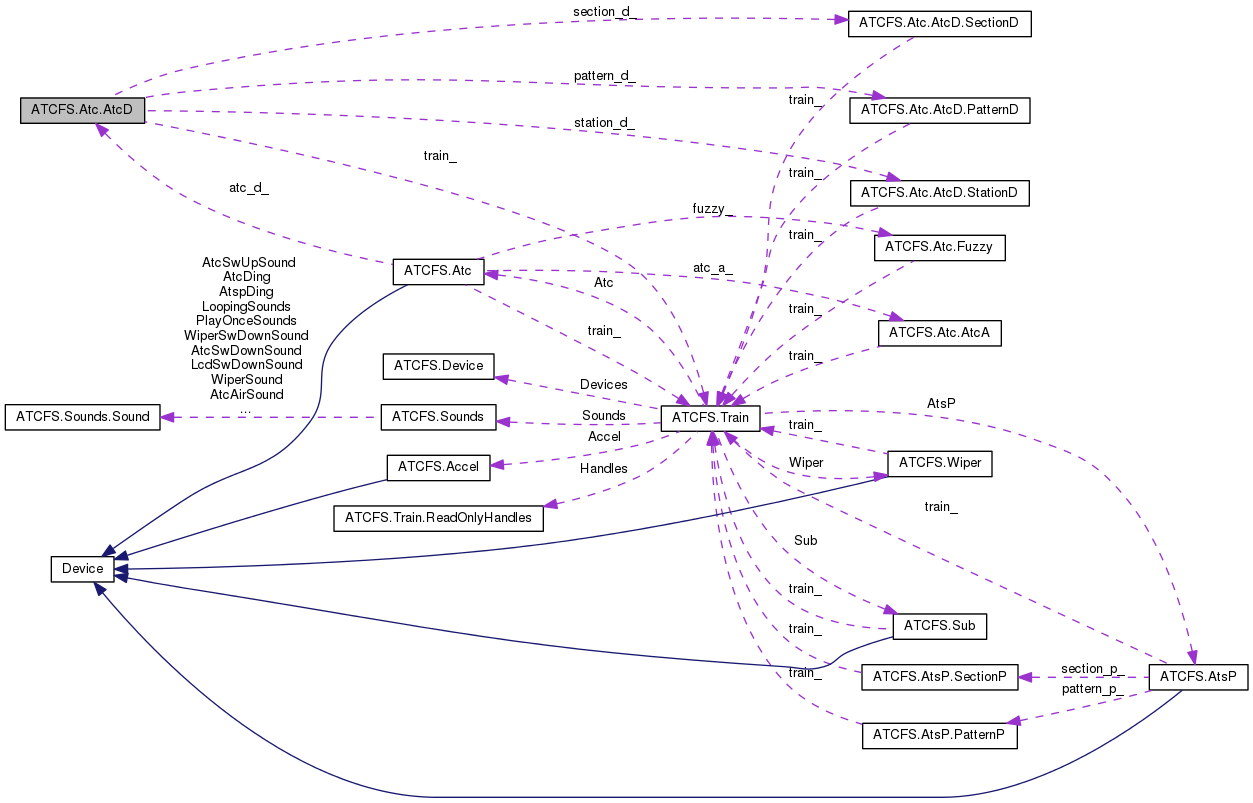 section_d_
ATCFS.Atc.AtcD.SectionD
pattern_d_
ATCFS.Atc.AtcD
train_
ATCFS.Atc.AtcD.PatternD
station_d_
train_
train_
atc_d_
ATCFS.Atc.AtcD.StationD
fuzzy_
train_
ATCFS.Atc.Fuzzy
AtcSwUpSound
AtcDing
AtspDing
LoopingSounds
PlayOnceSounds
WiperSwDownSound
AtcSwDownSound
LcdSwDownSound
WiperSound
AtcAirSound
...
ATCFS.Atc
atc_a_
Atc
train_
train_
ATCFS.Atc.AtcA
train_
ATCFS.Device
Devices
ATCFS.Sounds.Sound
ATCFS.Sounds
Sounds
ATCFS.Train
AtsP
train_
Accel
ATCFS.Accel
Handles
Wiper
ATCFS.Wiper
ATCFS.Train.ReadOnlyHandles
train_
Sub
Device
train_
ATCFS.Sub
train_
section_p_
ATCFS.AtsP.SectionP
ATCFS.AtsP
train_
pattern_p_
ATCFS.AtsP.PatternP